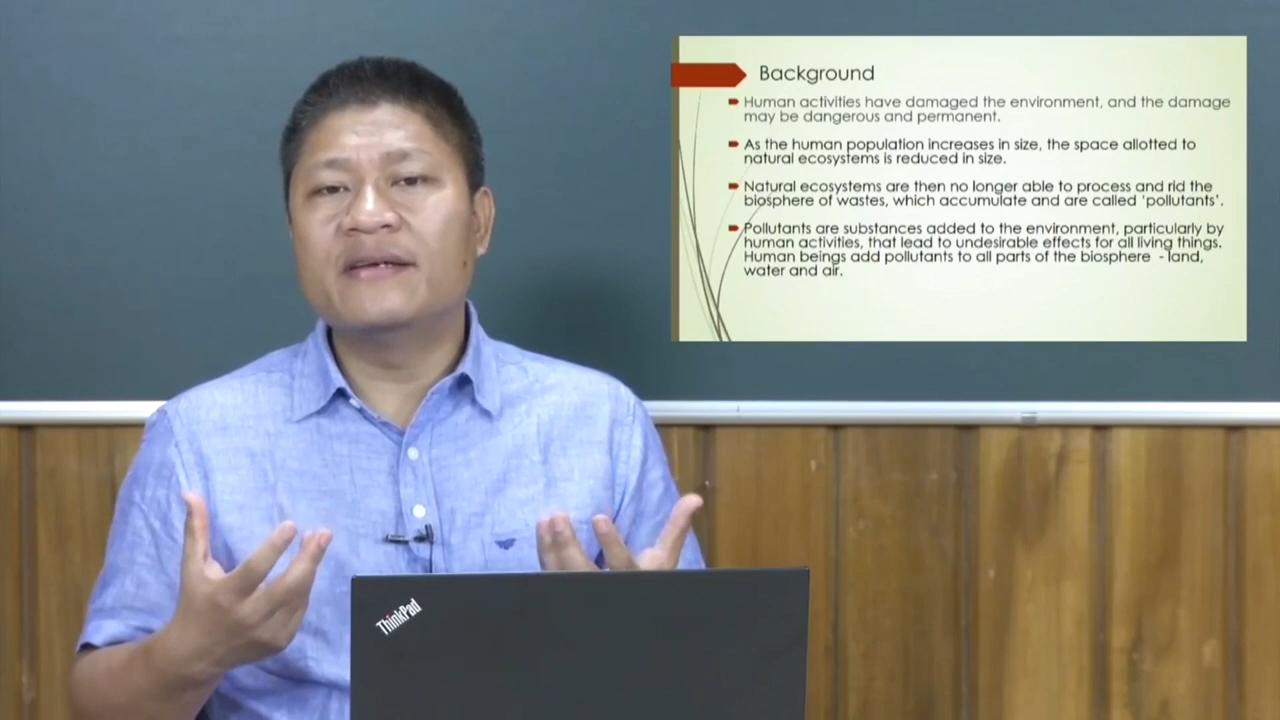 Background
Human activities have damaged the environment, and the damage
may be dangerous and permanent.
As the human population increases in size, the space allotted to
natural ecosystems is reduced in size.
Natural ecosystems are then no longer able to process and rid the
biosphere of wastes, which accumulate and are called 'pollutants'.
Pollutants are substances added to the environment, particularly by
human activities, that lead to undesirable effects for all living things.
Human beings add pollutants to all parts of the biosphere - land,
water and air.
ThinkPad